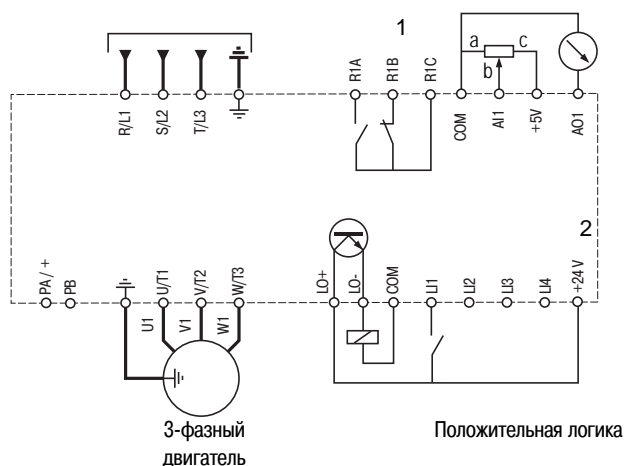 1
a
c
b
R1A
R1B
R1C
COM
AI1
+5V
AO1
R/L1
S/L2
T/L3
2
PA / +
PB
U/T1
V/T2
W/T3
LO+
LO-
COM
LI1
LI2
LI3
LI4
+24 V
U1
V1
W1
3-фазный
двигатель
Положительная логика